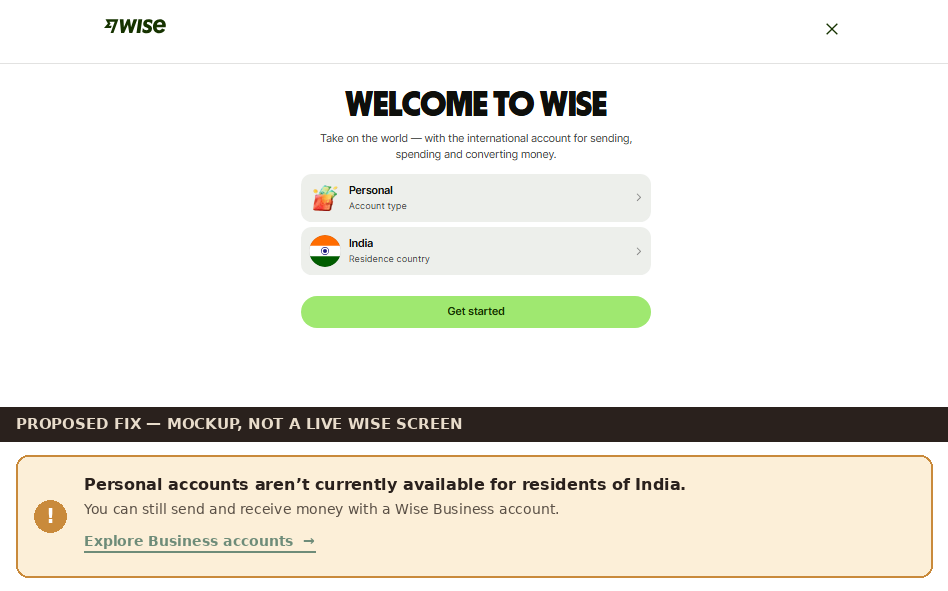 wise
WELCOME TO WISE
Take on the world — with the international account for sending,
spending and converting money.
Personal
Account type
India
Residence country
Get started
PROPOSED FIX — MOCKUP, NOT A LIVE WISE SCREEN
!
Personal accounts aren’t currently available for residents of India.
You can still send and receive money with a Wise Business account.
Explore Business accounts →